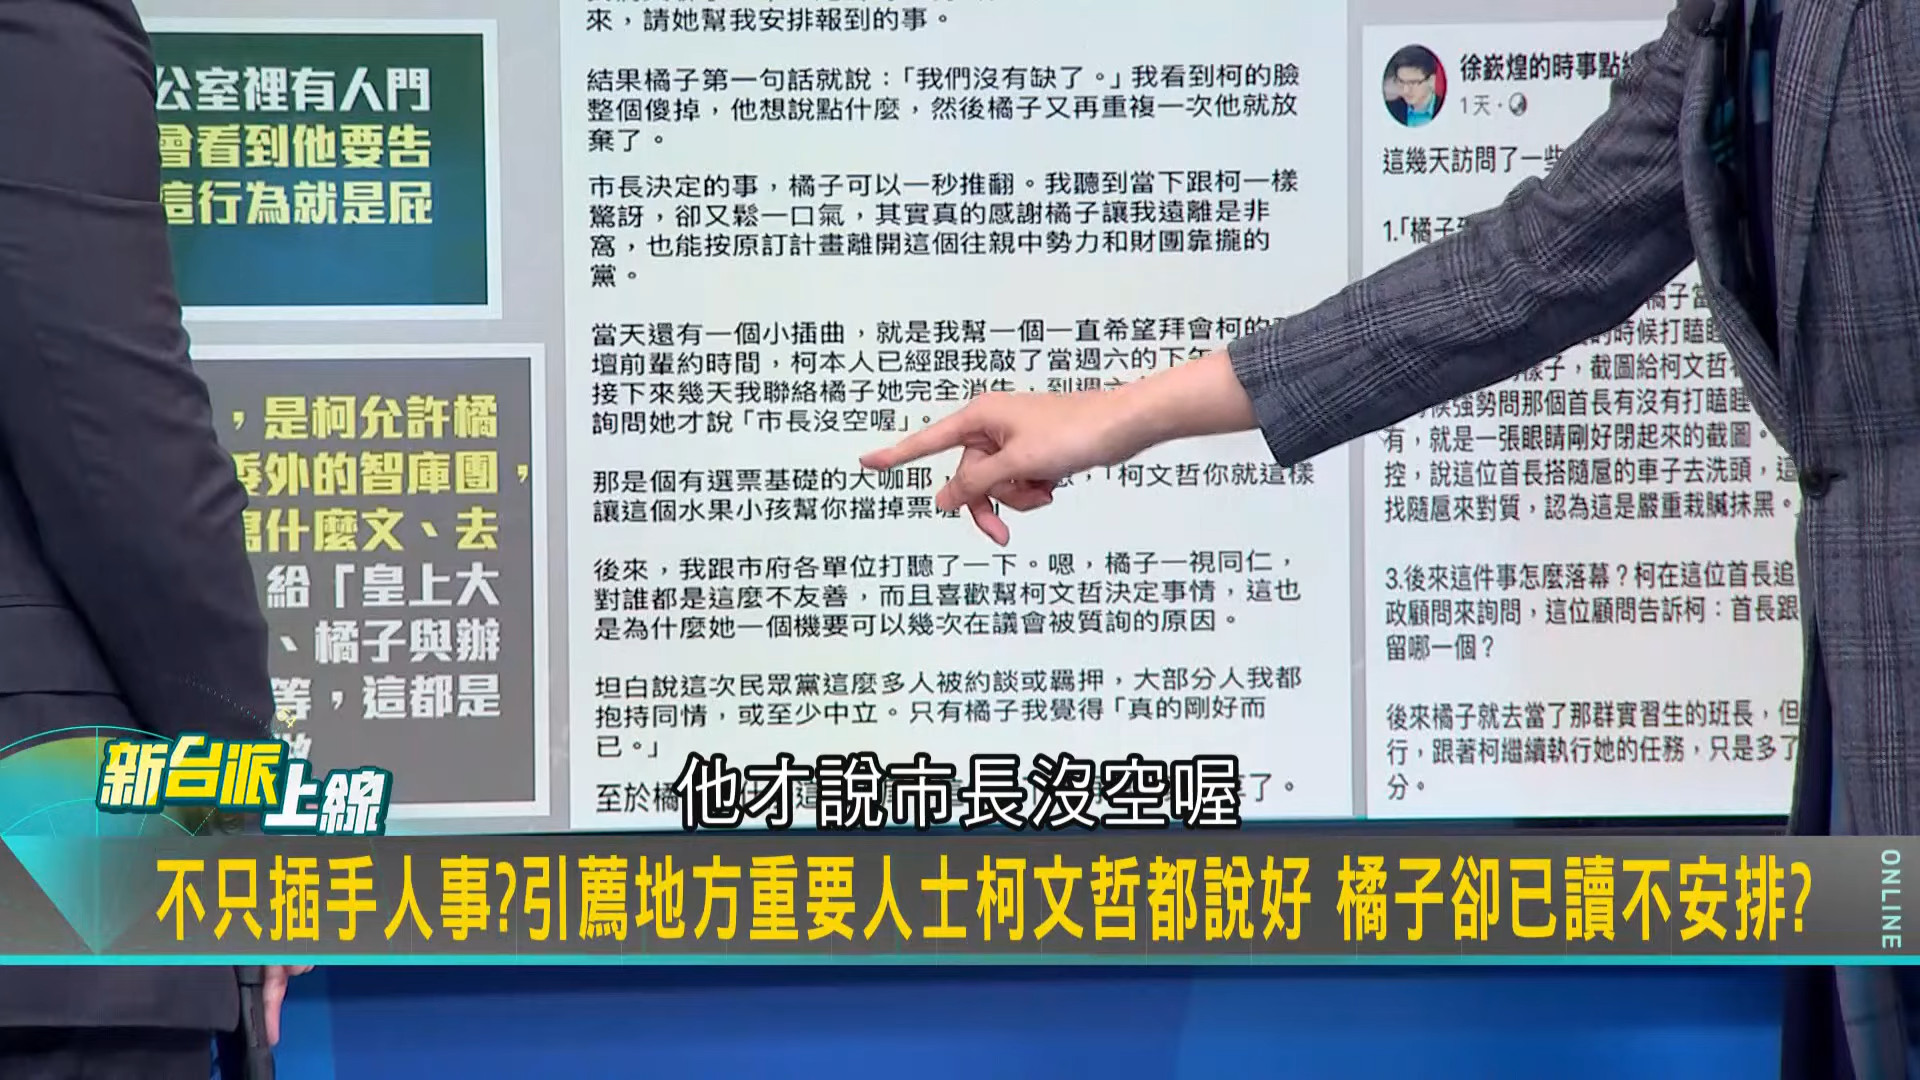 公室裡有人門
會看到他要告
這行為就是屁
，是柯允許橘
委外的智庫團，
寫什麼文、去
給「皇上大
、橘子與辦
等，這都是
來，請她幫我安排報到的事。
結果橘子第一句話就說：「我們沒有缺了。」我看到柯的臉
整個傻掉，他想說點什麼，然後橘子又再重複一次他就放
棄了。
市長決定的事，橘子可以一秒推翻。我聽到當下跟柯一樣
驚訝，卻又鬆一口氣，其實真的感謝橘子讓我遠離是非
窩，也能按原訂計畫離開這個往親中勢力和財團靠攏的
黨。
當天還有一個小插曲，就是我幫一個一直希望拜會柯的
壇前輩約時間，柯本人已經跟我敲了當週六的下午
接下來幾天我聯絡橘子她完全消失，到週六
詢問她才說「市長沒空喔」。
那是個有選票基礎的大咖耶，「柯文哲你就這樣
讓這個水果小孩幫你擋掉票喔
後來，我跟市府各單位打聽了一下。嗯，橘子一視同仁，
對誰都是這麼不友善，而且喜歡幫柯文哲決定事情，這也
是為什麼她一個機要可以幾次在議會被質詢的原因。
坦白說這次民眾黨這麼多人被約談或羈押，大部分人我都
抱持同情，或至少中立。只有橘子我覺得「真的剛好而
已。」
至於橘
了。
徐嶔煌的時事點
1天
這幾天訪問了一些
1.「橘子
橘子當
的時候打瞌睡
樣子，截圖給柯文哲
候強勢問那個首長有沒有打瞌睡
有，就是一張眼睛剛好閉起來的截圖。
控，說這位首長搭隨扈的車子去洗頭，這
找隨扈來對質，認為這是嚴重栽贓抹黑。
3.後來這件事怎麼落幕？柯在這位首長追
政顧問來詢問，這位顧問告訴柯：首長跟
留哪一個？
後來橘子就去當了那群實習生的班長，但
行，跟著柯繼續執行她的任務，只是多了
分。
他才說市長沒空喔
新台派上線
不只插手人事?引薦地方重要人士柯文哲都說好 橘子卻已讀不安排?
ONLINE